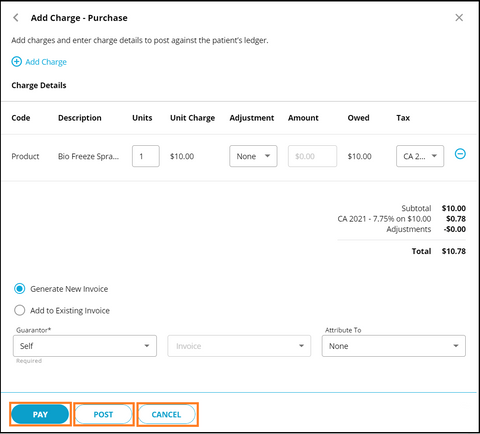 Add Charge - Purchase
Add charges and enter charge details to post against the patient's ledger.
Add Charge
Charge Details
Code Description Units Unit Charge Adjustment Amount Owed Tax
Product Bio Freeze Spra... 1 $10.00 None $0.00 $10.00 CA 2...
Subtotal $10.00
CA 2021 - 7.75% on $10.00 $0.78
Adjustments -$0.00
Total $10.78
Generate New Invoice
Add to Existing Invoice
Guarantor* Attribute To
Self Invoice None
Required
PAY POST CANCEL